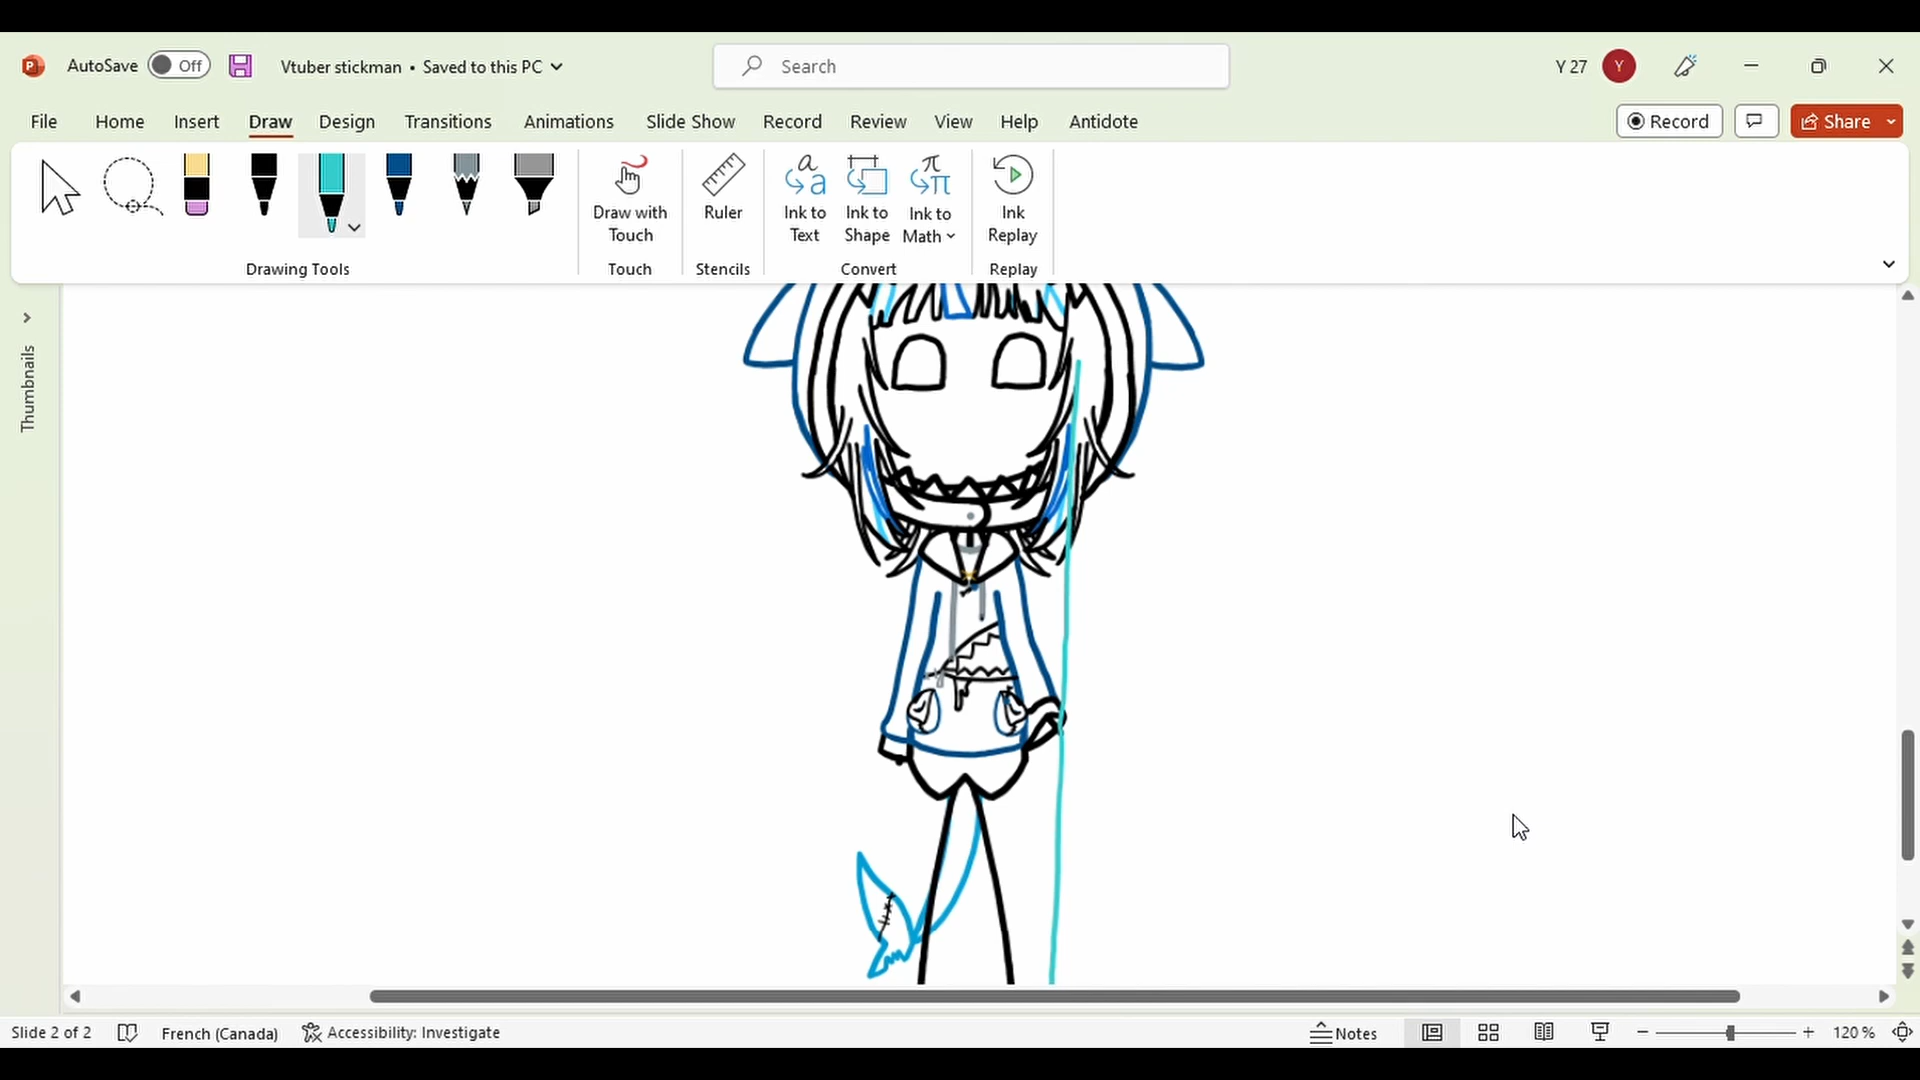 AutoSave Off Vtuber stickman • Saved to this PC Search Y 27 Y
File Home Insert Draw Design Transitions Animations Slide Show Record Review View Help Antidote Record Share
Draw with Touch Ruler Ink to Text Ink to Shape Ink to Math Ink Replay
Drawing Tools Touch Stencils Convert Replay
Thumbnails
Slide 2 of 2 French (Canada) Accessibility: Investigate Notes 120 %